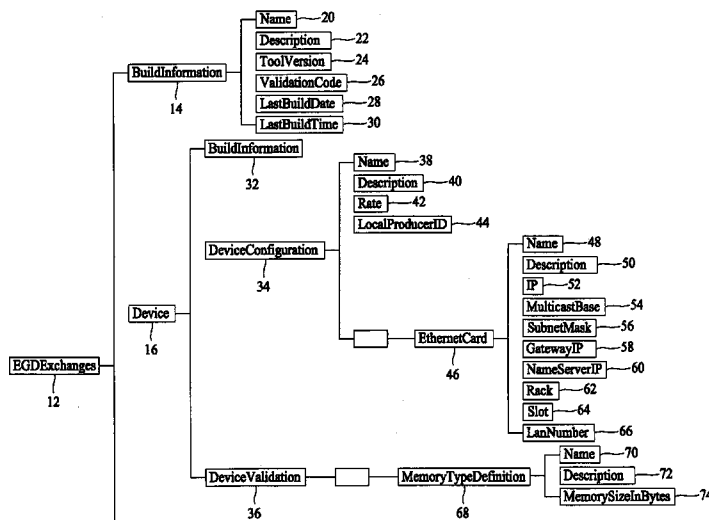 Name 20
Description 22
ToolVersion 24
BuildInformation ValidationCode 26
14 LastBuildDate 28
LastBuildTime 30
BuildInformation
32
Name 38
Description 40
Rate 42
LocalProducerID 44
DeviceConfiguration
34
Name 48
Description 50
IP 52
MulticastBase 54
Device
16
EthernetCard
46
SubnetMask 56
GatewayIP 58
NameServerIP 60
Rack 62
Slot 64
LanNumber 66
EGDExchanges
12
DeviceValidation
36
MemoryTypeDefinition
68
Name 70
Description 72
MemorySizeInBytes 74